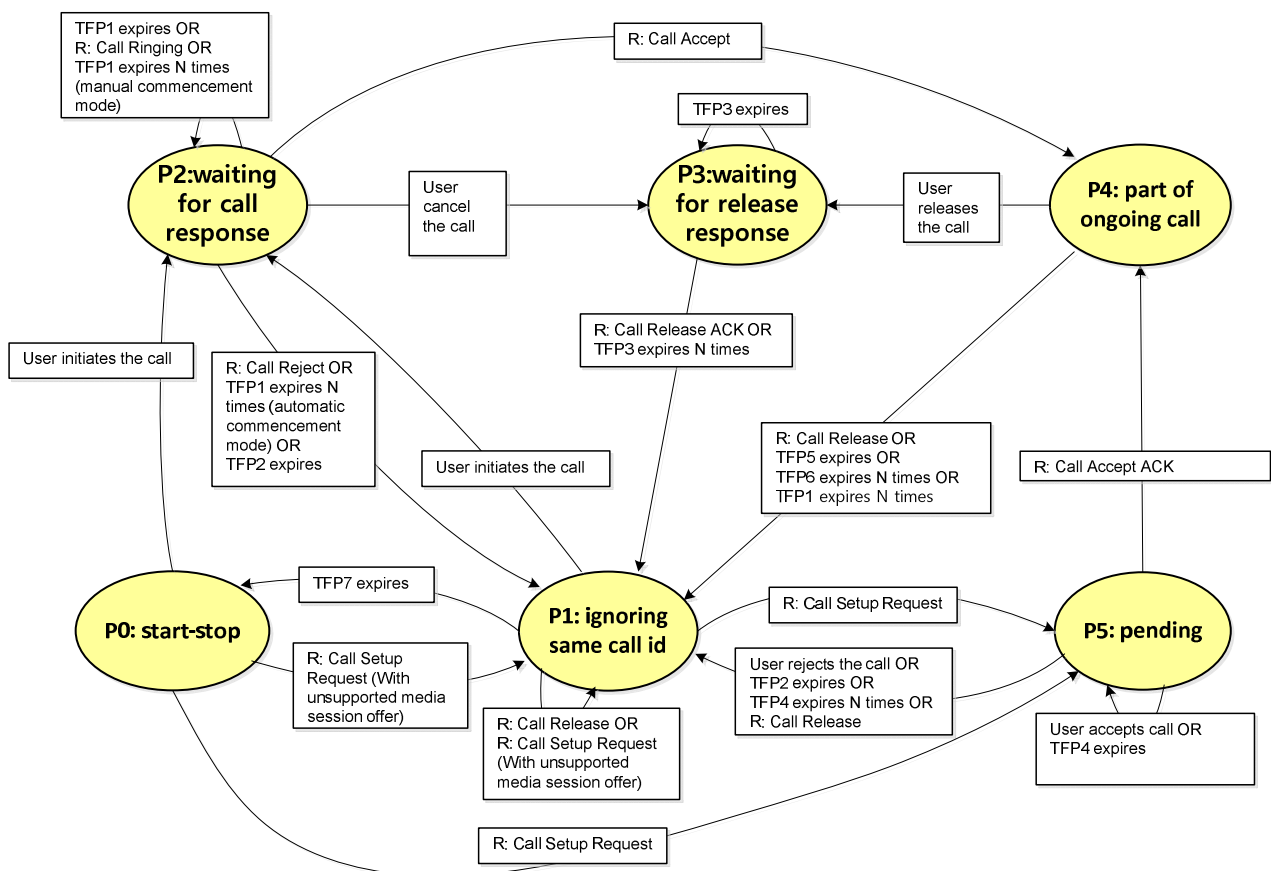 TFP1 expires OR
R: Call Ringing OR
TFP1 expires N times
(manual commencement
mode)
R: Call Accept
TFP3 expires
P2:waiting
for call
response
User
cancel
the call
P3:waiting
for release
response
User
releases
the call
P4: part of
ongoing call
User initiates the call
R: Call Reject OR
TFP1 expires N
times (automatic
commencement
mode) OR
TFP2 expires
R: Call Release ACK OR
TFP3 expires N times
User initiates the call
R: Call Release OR
TFP5 expires OR
TFP6 expires N times OR
TFP1 expires N times
R: Call Accept ACK
P0: start-stop
TFP7 expires
R: Call Setup
Request (With
unsupported media
session offer)
P1: ignoring
same call id
R: Call Setup Request
P5: pending
User rejects the call OR
TFP2 expires OR
TFP4 expires N times OR
R: Call Release
R: Call Release OR
R: Call Setup Request
(With unsupported
media session offer)
User accepts call OR
TFP4 expires
R: Call Setup Request